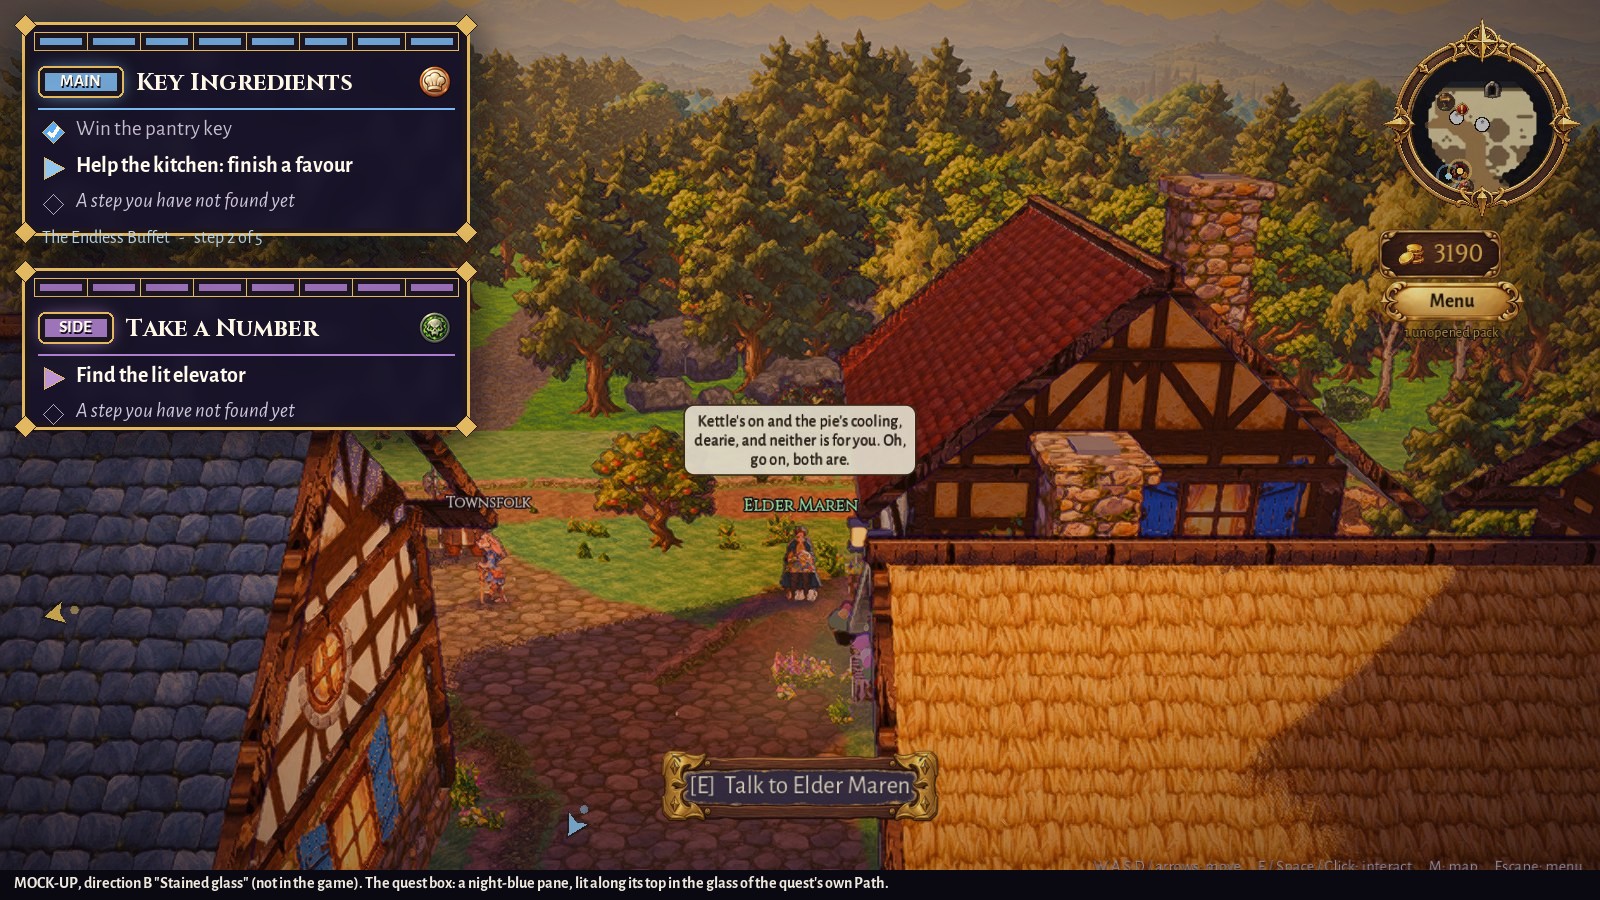 MAIN KEY INGREDIENTS
Win the pantry key
Help the kitchen: finish a favour
A step you have not found yet
The Endless Buffet - step 2 of 5
SIDE TAKE A NUMBER
Find the lit elevator
A step you have not found yet
3190
Menu
1 unopened pack
Kettle's on and the pie's cooling,
dearie, and neither is for you. Oh,
go on, both are.
TOWNSFOLK
ELDER MAREN
[E] Talk to Elder Maren
W A S D / arrows: move E / Space / Click: interact M: map Escape: menu
MOCK-UP, direction B "Stained glass" (not in the game). The quest box: a night-blue pane, lit along its top in the glass of the quest's own Path.